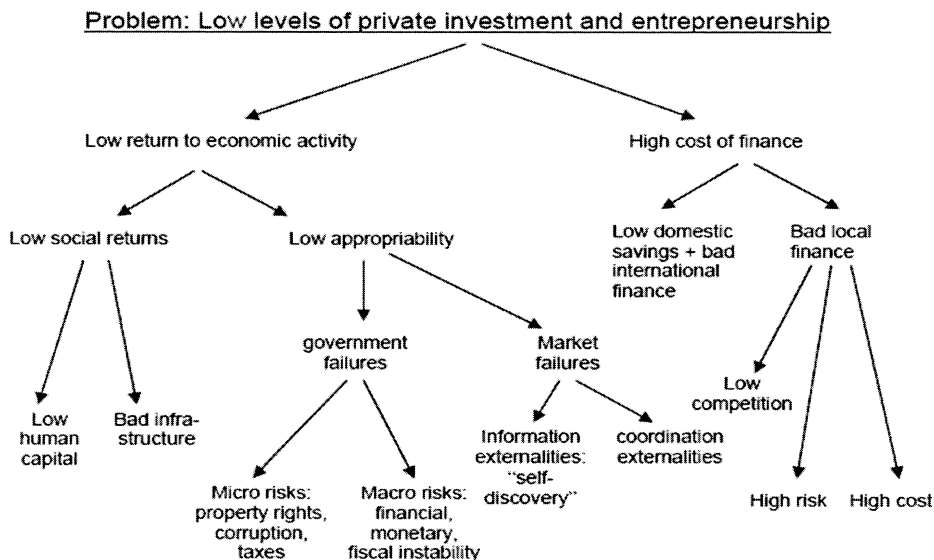 Problem: Low levels of private investment and entrepreneurship
Low return to economic activity
High cost of finance
Low social returns
Low appropriability
Low domestic
savings + bad
international
finance
Bad local
finance
government
failures
Market
failures
Low
human
capital
Bad infra-
structure
Low
competition
Information
externalities:
“self-
discovery”
coordination
externalities
Micro risks:
property rights,
corruption,
taxes
Macro risks:
financial,
monetary,
fiscal instability
High risk
High cost